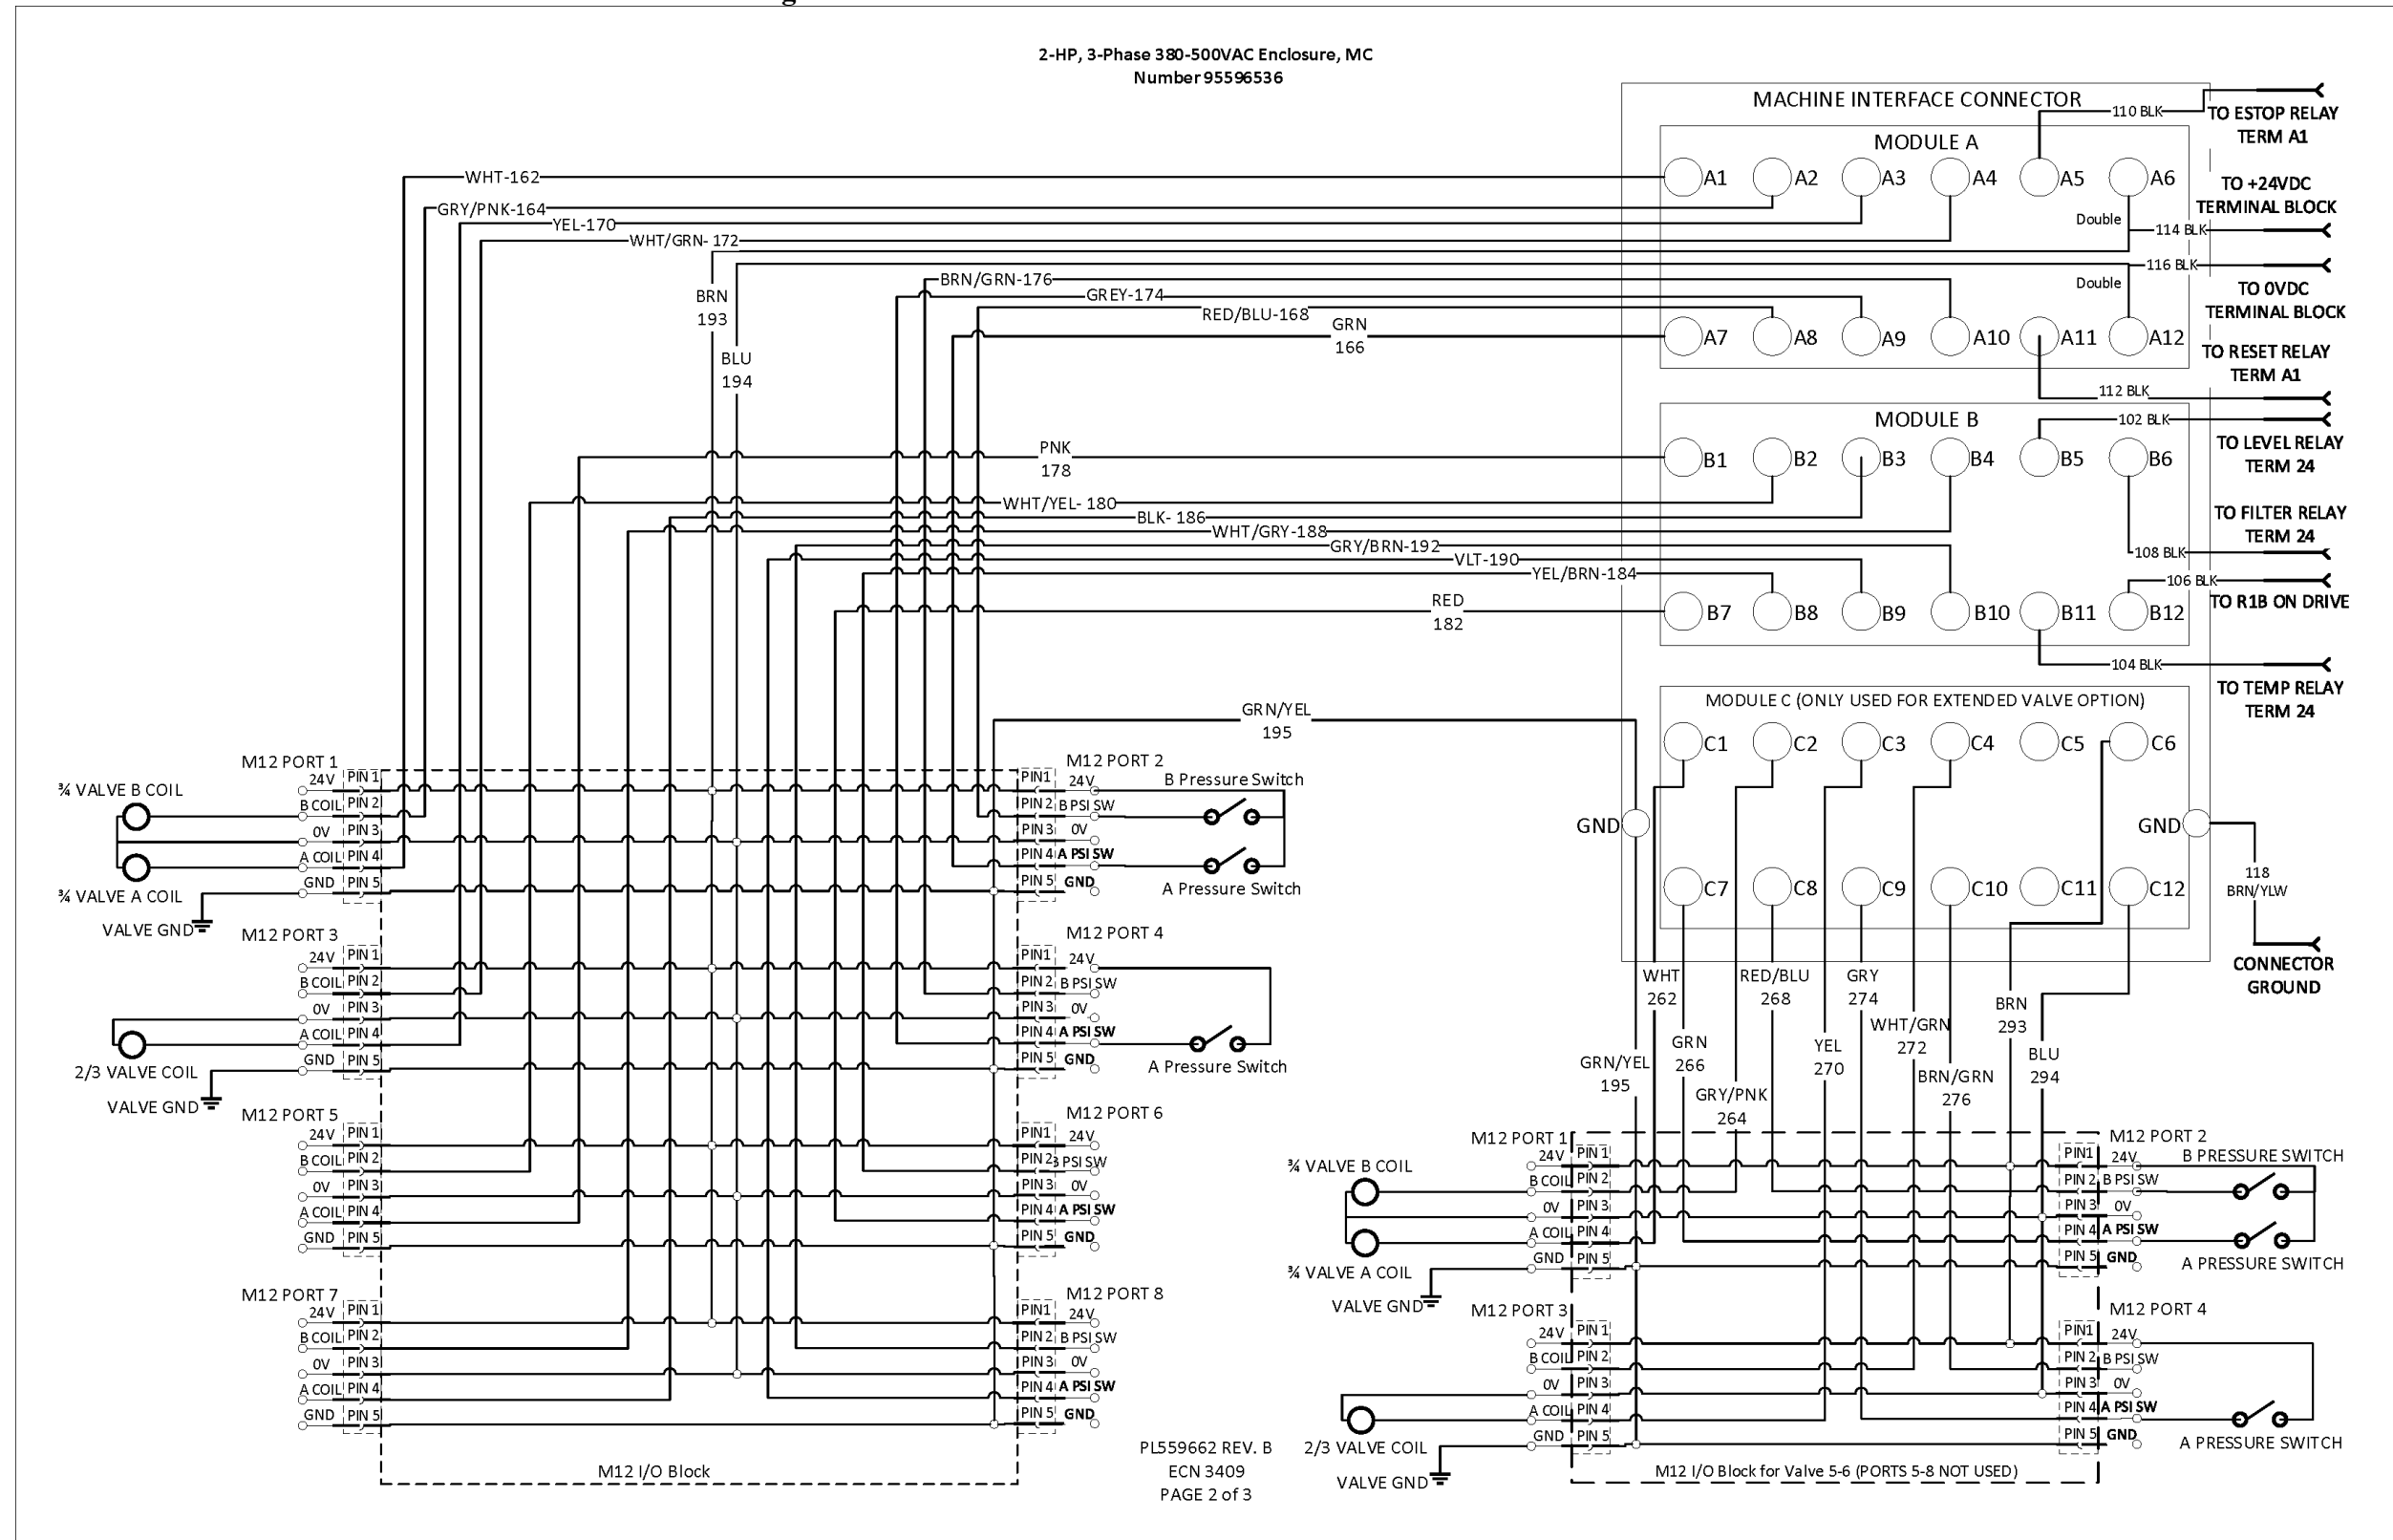 2-HP, 3-Phase 380-500VAC Enclosure, MC
Number 95596536
MACHINE INTERFACE CONNECTOR
110 BLK
TO ESTOP RELAY
TERM A1
MODULE A
WHT-162
A1
A2
A3
A4
A5
A6
TO +24VDC
TERMINAL BLOCK
GRY/PNK-164
YEL-170
Double
114 BLK
WHT/GRN- 172
116 BLK
BRN/GRN-176
Double
TO 0VDC
TERMINAL BLOCK
BRN
193
GREY-174
RED/BLU-168
GRN
166
A7
A8
A9
A10
A11
A12
TO RESET RELAY
TERM A1
BLU
194
112 BLK
MODULE B
102 BLK
TO LEVEL RELAY
TERM 24
PNK
178
B1
B2
B3
B4
B5
B6
WHT/YEL- 180
BLK- 186
TO FILTER RELAY
TERM 24
WHT/GRY-188
GRY/BRN-192
108 BLK
VLT-190
YEL/BRN-184
106 BLK
TO R1B ON DRIVE
RED
182
B7
B8
B9
B10
B11
B12
104 BLK
TO TEMP RELAY
TERM 24
MODULE C (ONLY USED FOR EXTENDED VALVE OPTION)
GRN/YEL
195
C1
C2
C3
C4
C5
C6
GND
GND
C7
C8
C9
C10
C11
C12
118
BRN/YLW
CONNECTOR
GROUND
M12 PORT 1
24V
PIN 1
¾ VALVE B COIL
B COIL
PIN 2
0V
PIN 3
A COIL
PIN 4
¾ VALVE A COIL
GND
PIN 5
VALVE GND
M12 PORT 2
PIN1
24V
B Pressure Switch
PIN 2
B PSI SW
PIN 3
0V
PIN 4
A PSI SW
PIN 5
GND
A Pressure Switch
M12 PORT 3
24V
PIN 1
B COIL
PIN 2
0V
PIN 3
A COIL
PIN 4
GND
PIN 5
2/3 VALVE COIL
VALVE GND
M12 PORT 4
PIN1
24V
PIN 2
B PSI SW
PIN 3
0V
PIN 4
A PSI SW
PIN 5
GND
A Pressure Switch
M12 PORT 5
24V
PIN 1
B COIL
PIN 2
0V
PIN 3
A COIL
PIN 4
GND
PIN 5
M12 PORT 6
PIN1
24V
PIN 2
B PSI SW
PIN 3
0V
PIN 4
A PSI SW
PIN 5
GND
M12 PORT 7
24V
PIN 1
B COIL
PIN 2
0V
PIN 3
A COIL
PIN 4
GND
PIN 5
M12 PORT 8
PIN1
24V
PIN 2
B PSI SW
PIN 3
0V
PIN 4
A PSI SW
PIN 5
GND
M12 I/O Block
PL559662 REV. B
ECN 3409
PAGE 2 of 3
WHT
262
RED/BLU
268
GRY
274
BRN
293
WHT/GRN
272
GRN
266
YEL
270
BLU
294
GRN/YEL
195
BRN/GRN
276
GRY/PNK
264
M12 PORT 1
24V
PIN 1
¾ VALVE B COIL
B COIL
PIN 2
0V
PIN 3
A COIL
PIN 4
GND
PIN 5
¾ VALVE A COIL
VALVE GND
M12 PORT 2
PIN1
24V
B PRESSURE SWITCH
PIN 2
B PSI SW
PIN 3
0V
PIN 4
A PSI SW
PIN 5
GND
A PRESSURE SWITCH
M12 PORT 3
24V
PIN 1
B COIL
PIN 2
0V
PIN 3
A COIL
PIN 4
GND
PIN 5
2/3 VALVE COIL
VALVE GND
M12 PORT 4
PIN1
24V
PIN 2
B PSI SW
PIN 3
0V
PIN 4
A PSI SW
PIN 5
GND
A PRESSURE SWITCH
M12 I/O Block for Valve 5-6 (PORTS 5-8 NOT USED)